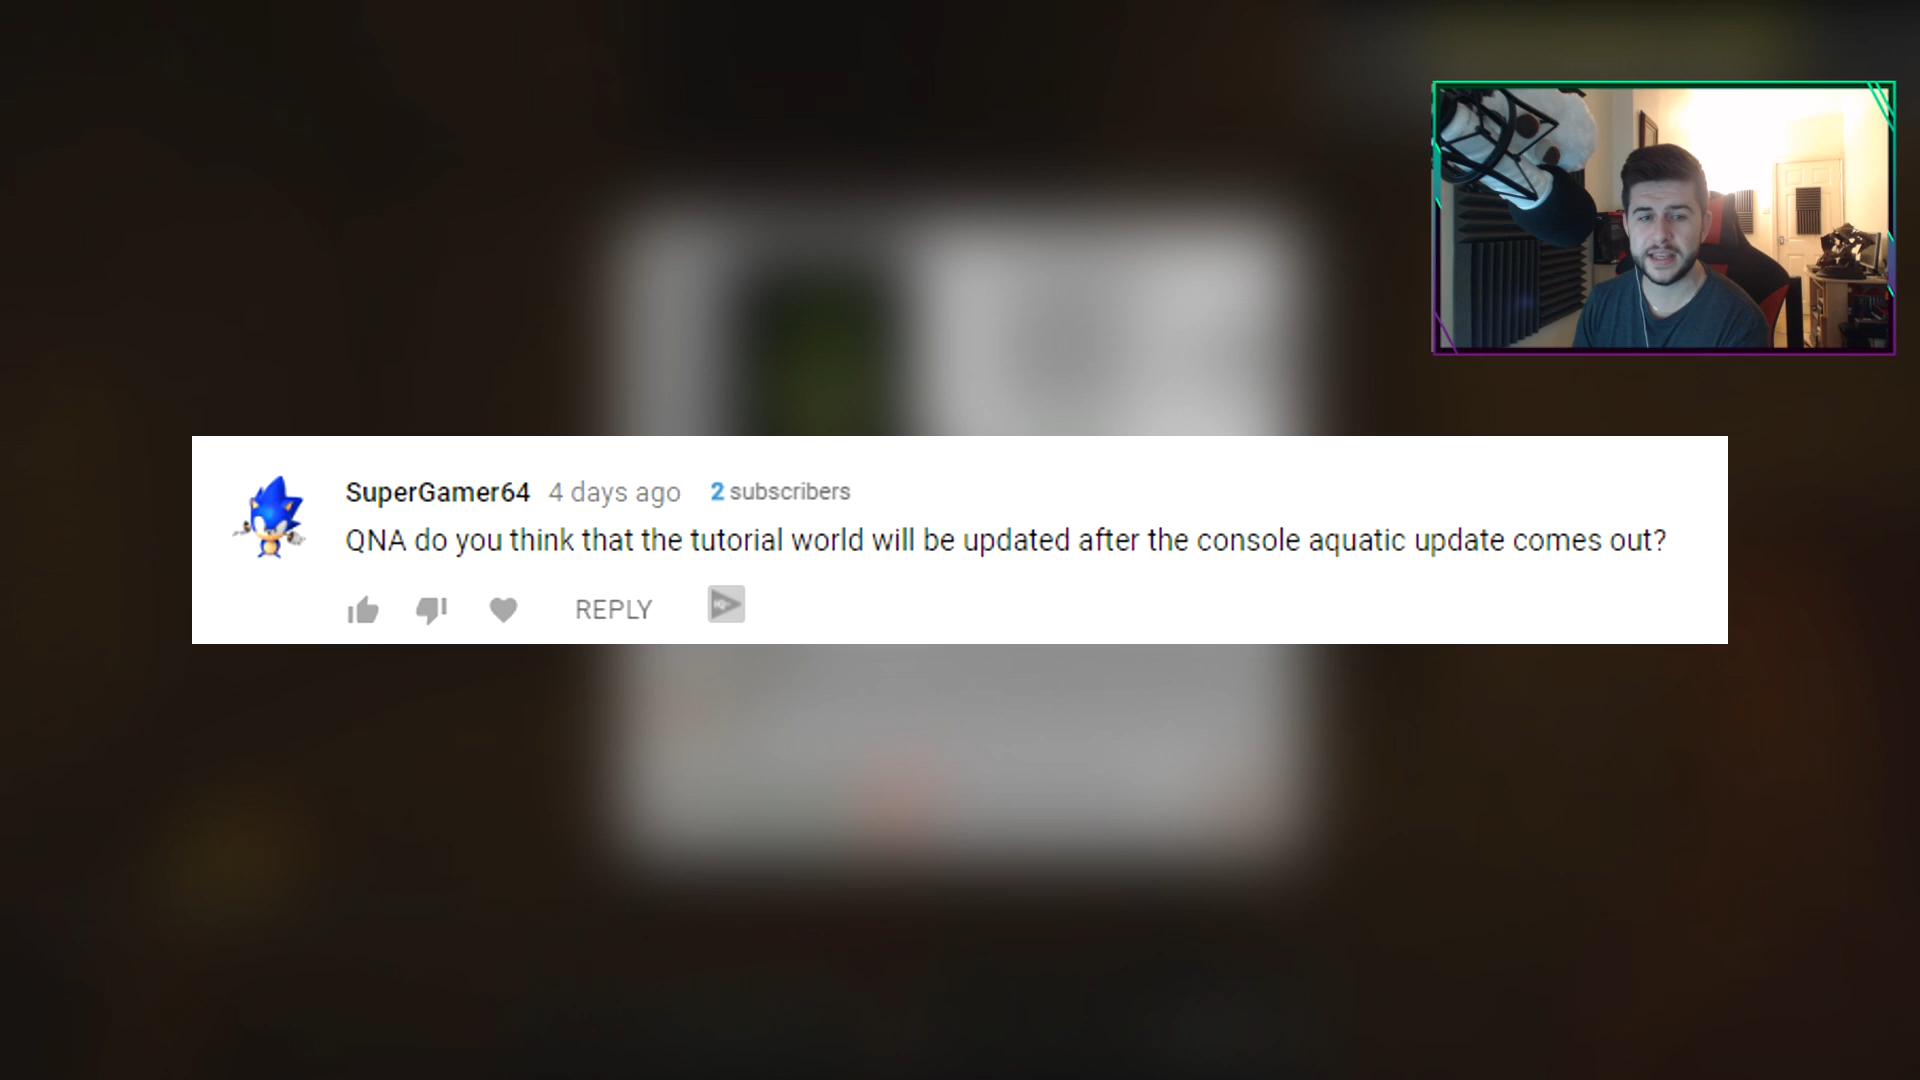 SuperGamer64 4 days ago 2 subscribers
QNA do you think that the tutorial world will be updated after the console aquatic update comes out?
REPLY